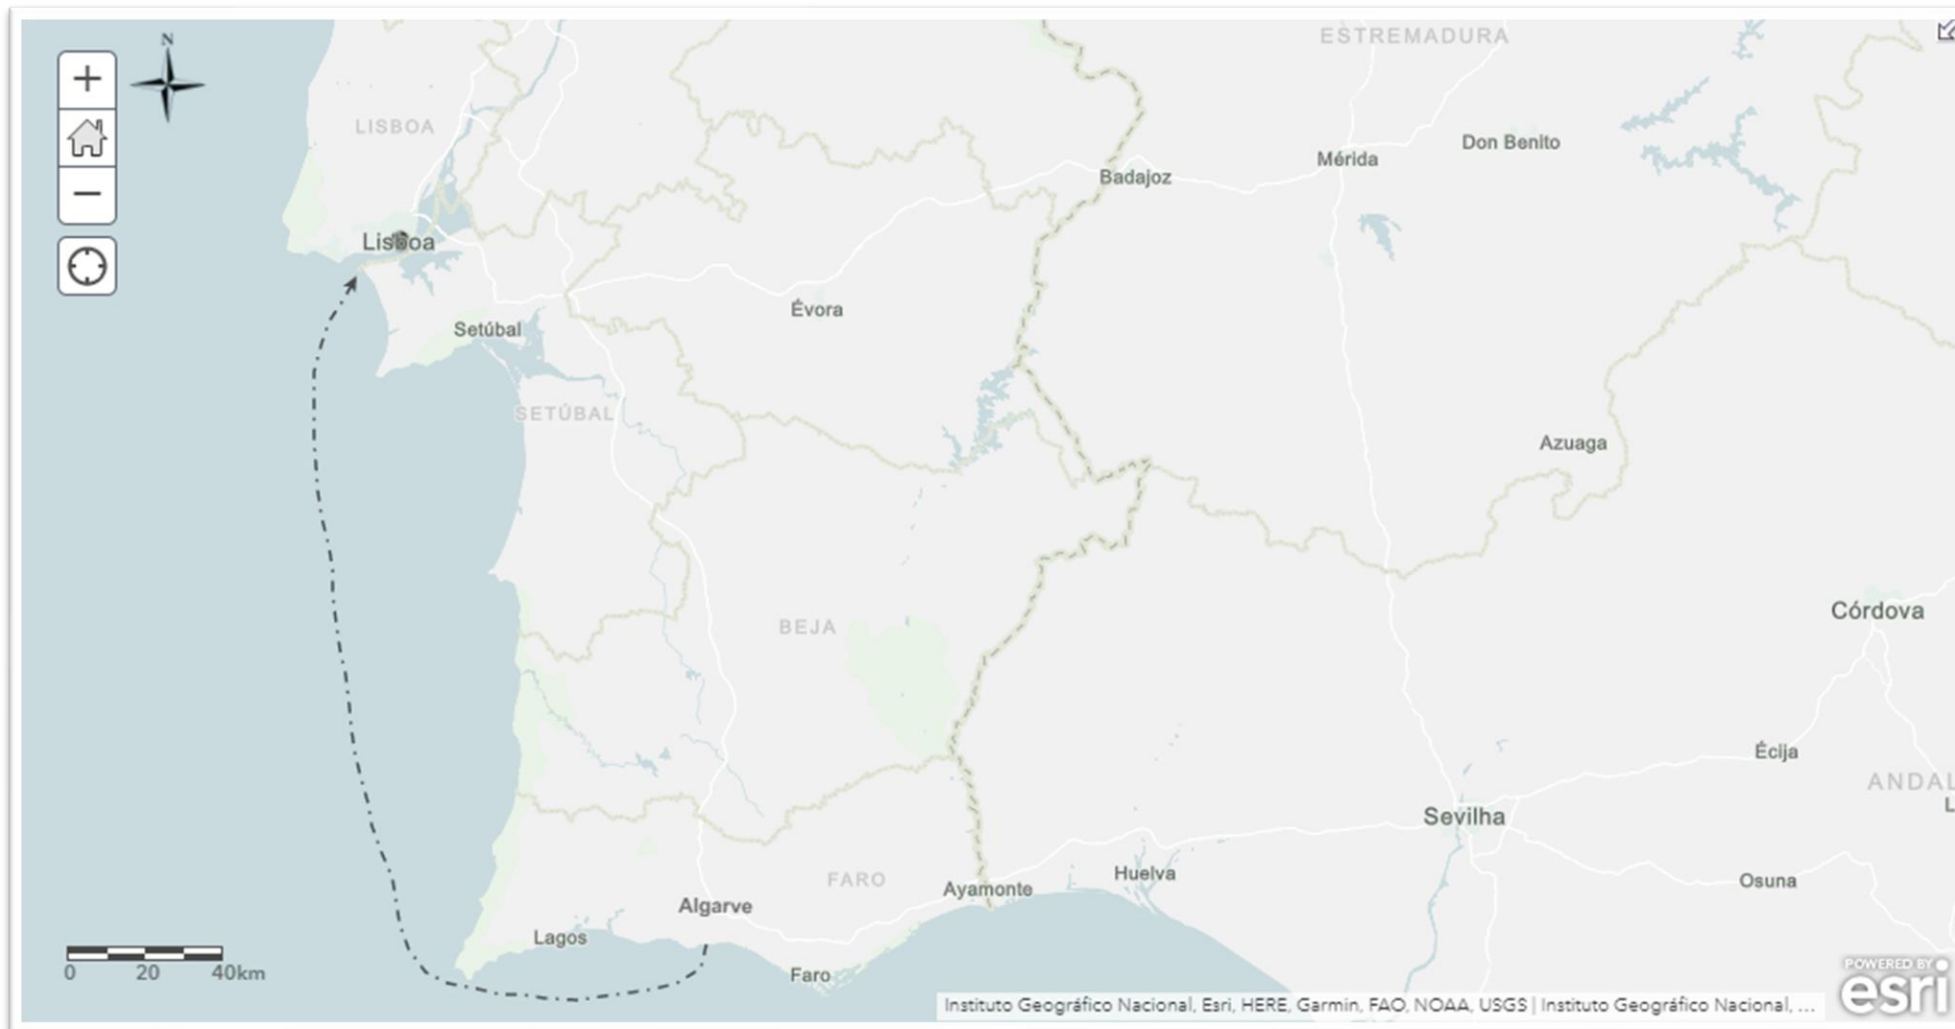 N
+
−
ESTREMADURA
LISBOA
Don Benito
Mérida
Badajoz
Lisboa
Évora
Setúbal
SETÚBAL
Azuaga
Córdova
BEJA
Écija
ANDAL
L
Sevilha
Huelva
FARO
Osuna
Ayamonte
Algarve
Lagos
Faro
0 20 40km
POWERED BY
esri
Instituto Geográfico Nacional, Esri, HERE, Garmin, FAO, NOAA, USGS | Instituto Geográfico Nacional, ...